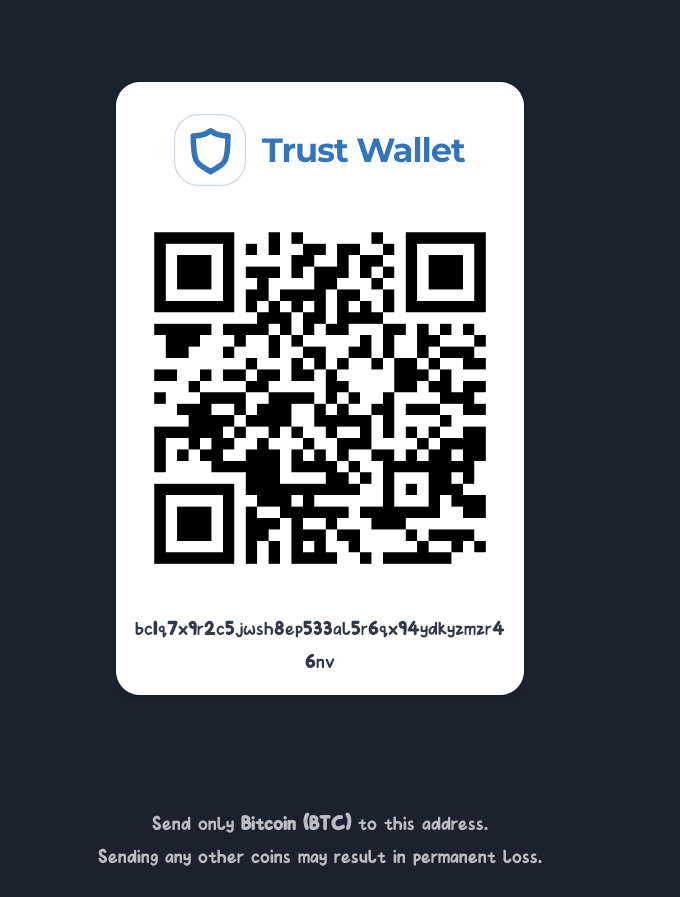 Trust Wallet
bc1q7x9r2c5jwsh8ep533al5r6qx94ydkyzmzr4
6nv
Send only Bitcoin (BTC) to this address.
Sending any other coins may result in permanent loss.